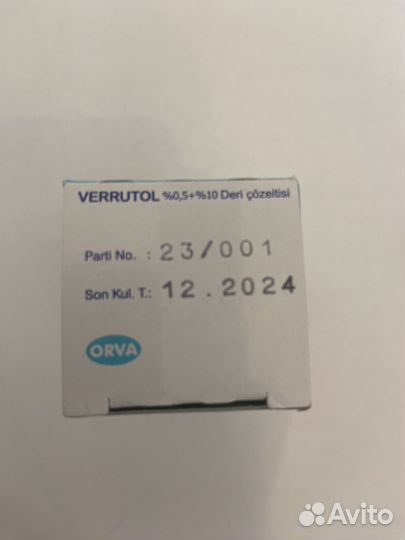 VERRUTOL %0,5+%10 Deri çözeltisi
Parti No. : 23/001
Son Kul. T.: 12.2024
ORVA
Avito